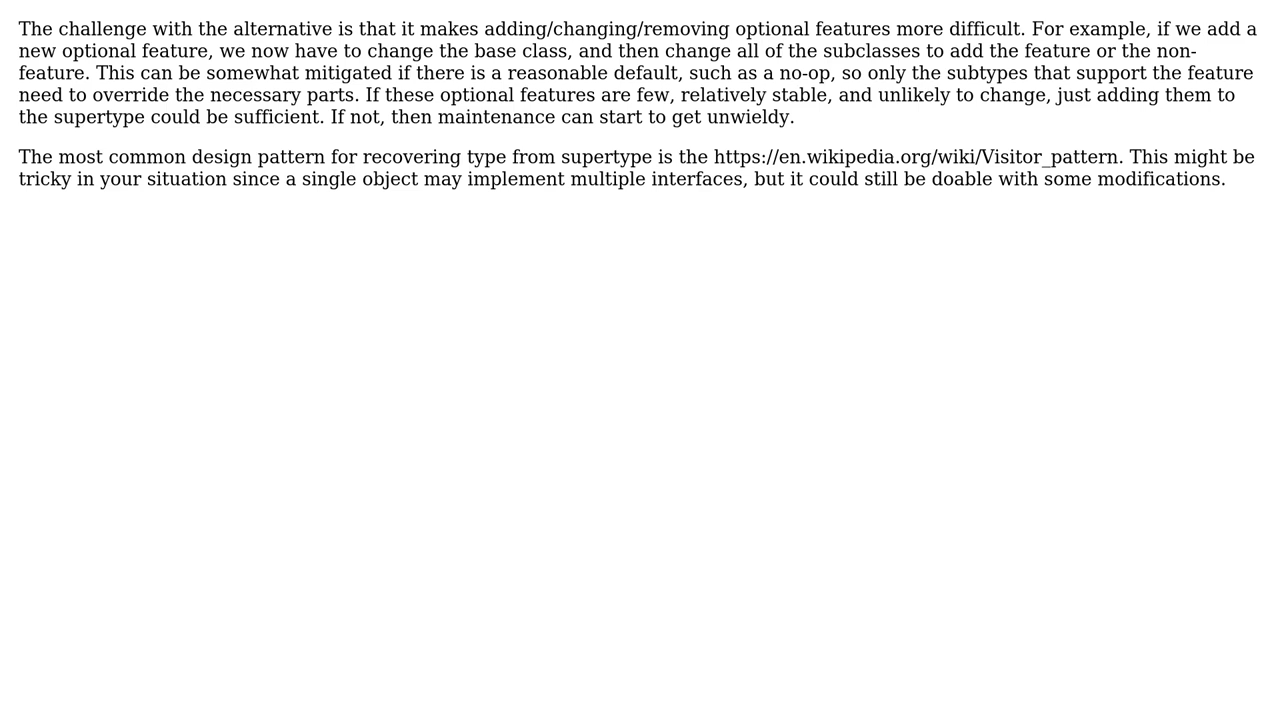 The challenge with the alternative is that it makes adding/changing/removing optional features more difficult. For example, if we add a
new optional feature, we now have to change the base class, and then change all of the subclasses to add the feature or the non-
feature. This can be somewhat mitigated if there is a reasonable default, such as a no-op, so only the subtypes that support the feature
need to override the necessary parts. If these optional features are few, relatively stable, and unlikely to change, just adding them to
the supertype could be sufficient. If not, then maintenance can start to get unwieldy.
The most common design pattern for recovering type from supertype is the https://en.wikipedia.org/wiki/Visitor_pattern. This might be
tricky in your situation since a single object may implement multiple interfaces, but it could still be doable with some modifications.